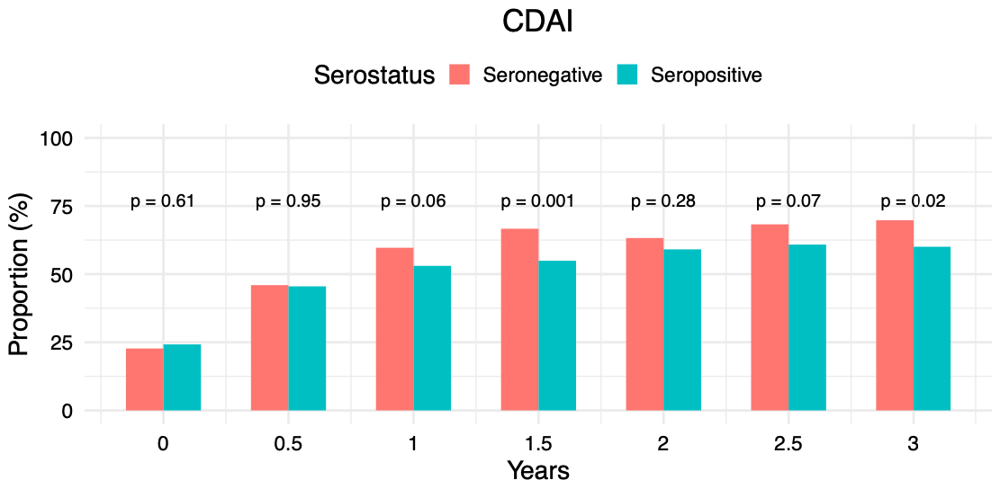 CDAI
Serostatus Seronegative Seropositive
100
75
50
25
0
Proportion (%)
p = 0.61 p = 0.95 p = 0.06 p = 0.001 p = 0.28 p = 0.07 p = 0.02
0 0.5 1 1.5 2 2.5 3
Years